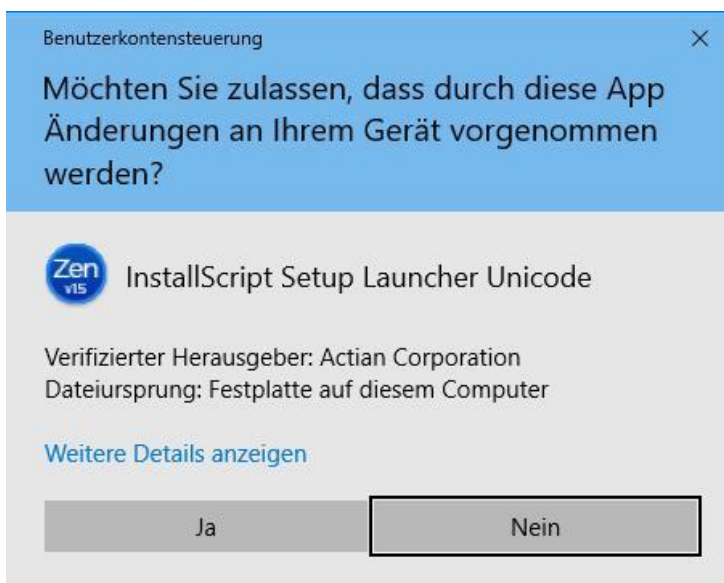 Benutzerkontensteuerung
Möchten Sie zulassen, dass durch diese App
Änderungen an Ihrem Gerät vorgenommen
werden?
Zen
v15
InstallScript Setup Launcher Unicode
Verifizierter Herausgeber: Actian Corporation
Dateiursprung: Festplatte auf diesem Computer
Weitere Details anzeigen
Ja
Nein